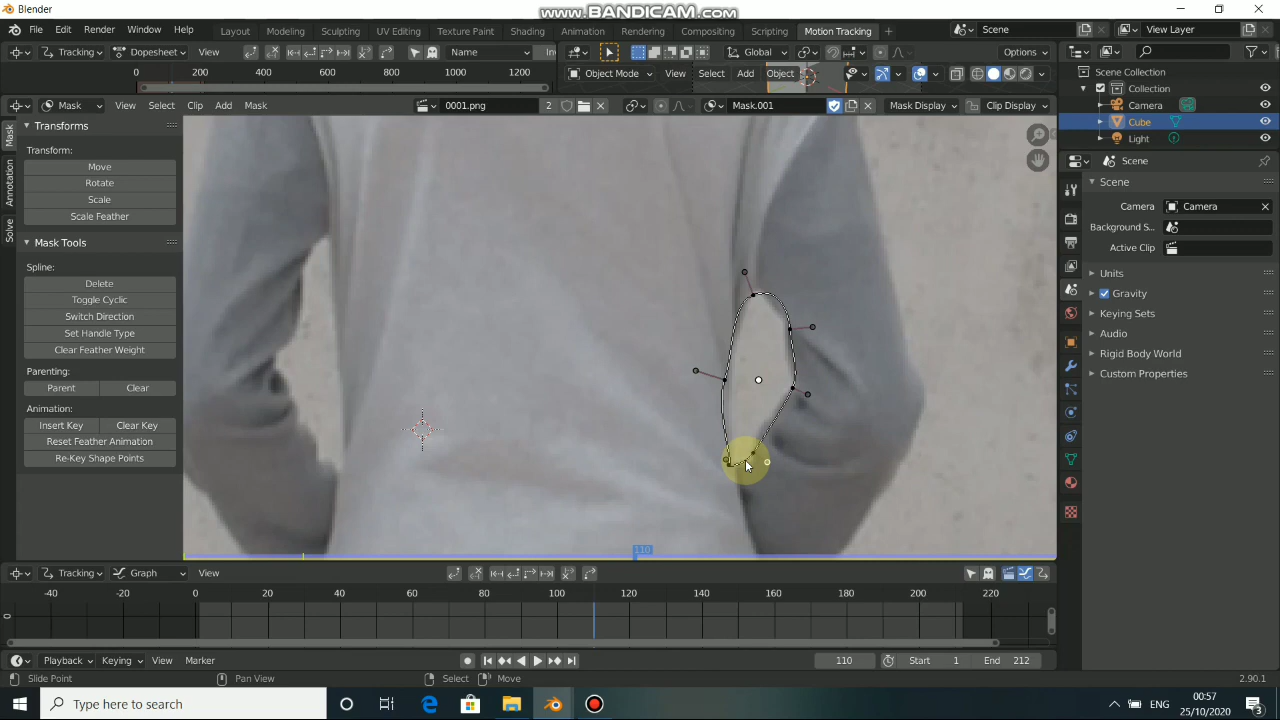 Blender
www.BANDICAM.com
File Edit Render Window Help
Layout Modeling Sculpting UV Editing Texture Paint Shading Animation Rendering Compositing Scripting Motion Tracking +
Scene
View Layer
Tracking Dopesheet View
Name
Global
Options
0 200 400 600 800 1000 1200
Object Mode View Select Add Object
Mask View Select Clip Add Mask
0001.png 2
Mask.001
Mask Display Clip Display
Scene Collection
Collection
Camera
Cube
Light
Mask
Annotation
Solve
Transforms
Transform:
Move
Rotate
Scale
Scale Feather
Mask Tools
Spline:
Delete
Toggle Cyclic
Switch Direction
Set Handle Type
Clear Feather Weight
Parenting:
Parent Clear
Animation:
Insert Key Clear Key
Reset Feather Animation
Re-Key Shape Points
Scene
Scene
Camera Camera
Background S...
Active Clip
Units
Gravity
Keying Sets
Audio
Rigid Body World
Custom Properties
110
Tracking Graph View
-40 -20 0 20 40 60 80 100 120 140 160 180 200 220
0
Playback Keying View Marker
110
Start 1 End 212
Slide Point Pan View Select Move
2.90.1
Type here to search
ENG
00:57
25/10/2020
3